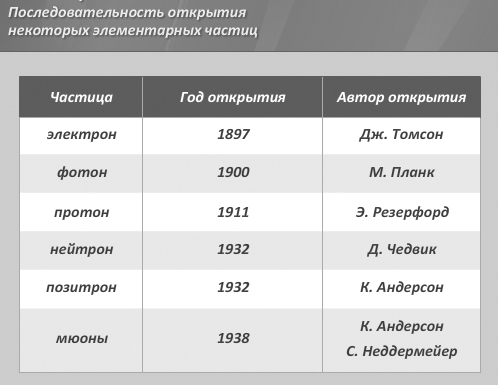 Последовательность открытия
некоторых элементарных частиц
Частица Год открытия Автор открытия
электрон 1897 Дж. Томсон
фотон 1900 М. Планк
протон 1911 Э. Резерфорд
нейтрон 1932 Д. Чедвик
позитрон 1932 К. Андерсон
мюоны 1938 К. Андерсон
С. Неддермейер